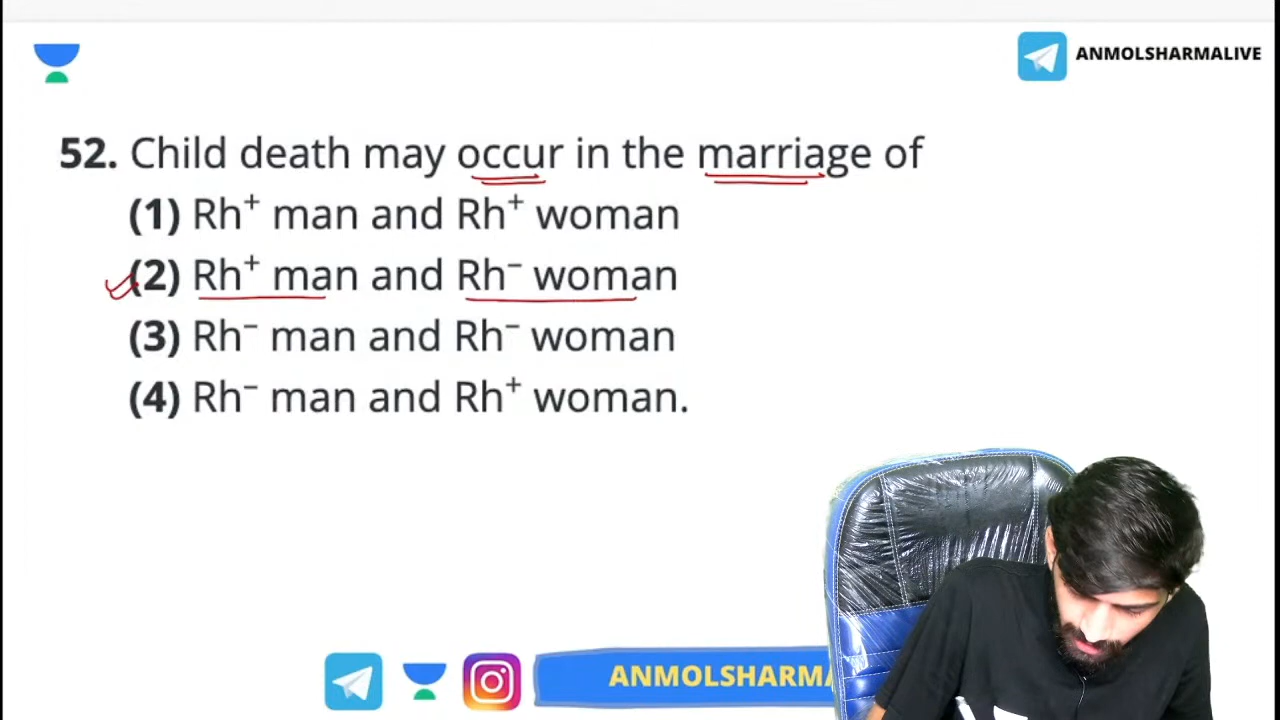 ANMOLSHARMALIVE
52. Child death may occur in the marriage of
(1) Rh⁺ man and Rh⁺ woman
(2) Rh⁺ man and Rh⁻ woman
(3) Rh⁻ man and Rh⁻ woman
(4) Rh⁻ man and Rh⁺ woman.
ANMOLSHARMA